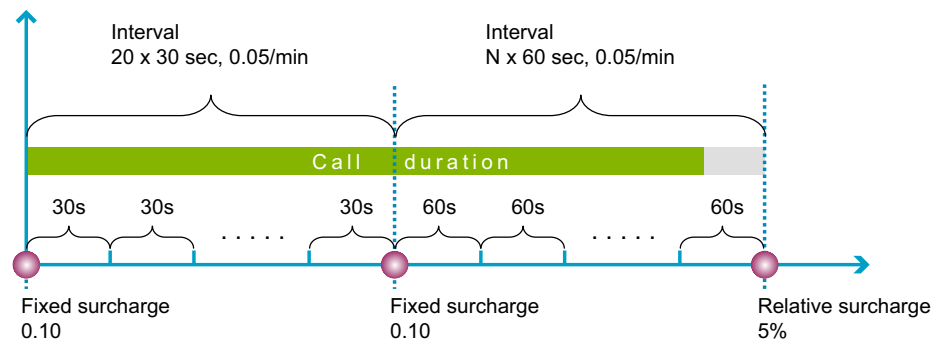 Interval
20 x 30 sec, 0.05/min
Interval
N x 60 sec, 0.05/min
Call duration
30s
30s
. . . . .
30s
60s
60s
. . . . .
60s
Fixed surcharge
0.10
Fixed surcharge
0.10
Relative surcharge
5%